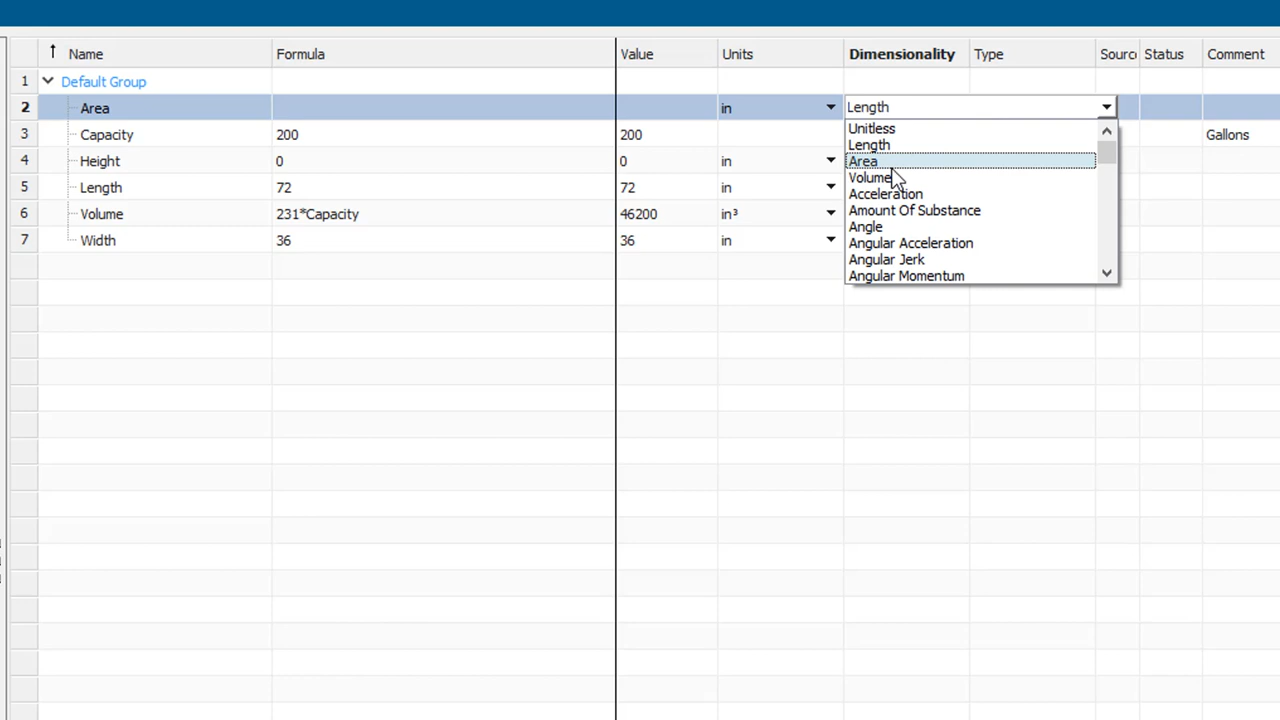 ↑ Name Formula Value Units Dimensionality Type Sourc Status Comment
1 Default Group
2 Area in Length
Unitless
3 Capacity 200 200 Gallons
Length
4 Height 0 0 in
Area
Volume
5 Length 72 72 in
Acceleration
6 Volume 231*Capacity 46200 in³
Amount Of Substance
Angle
7 Width 36 36 in
Angular Acceleration
Angular Jerk
Angular Momentum